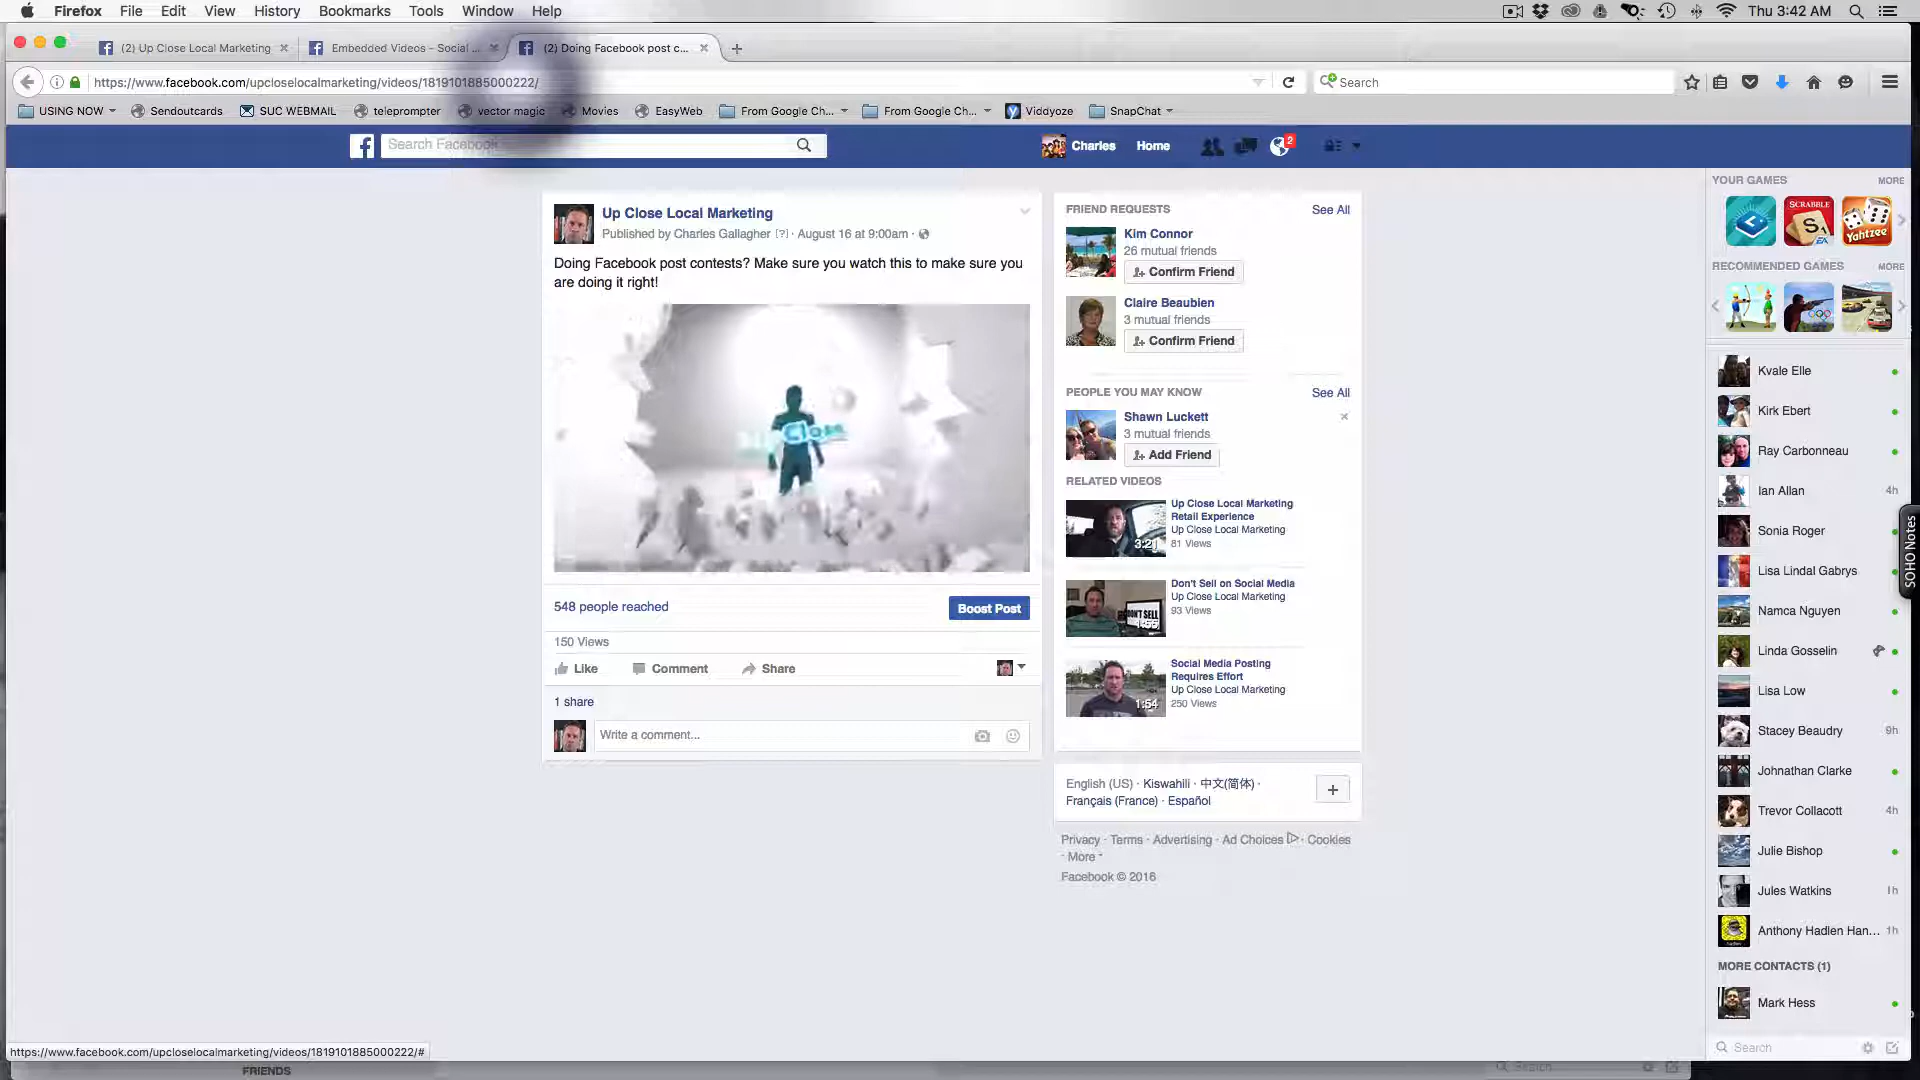 Firefox File Edit View History Bookmarks Tools Window Help
Thu 3:42 AM
(2) Up Close Local Marketing
Embedded Videos - Social ...
(2) Doing Facebook post c...
https://www.facebook.com/upcloselocalmarketing/videos/1819101885000222/
Search
USING NOW
Sendoutcards
SUC WEBMAIL
teleprompter
vector magic
Movies
EasyWeb
From Google Ch...
From Google Ch...
Viddyoze
SnapChat
Search Facebook
Charles
Home
2
Up Close Local Marketing
Published by Charles Gallagher [?] · August 16 at 9:00am ·
Doing Facebook post contests? Make sure you watch this to make sure you
are doing it right!
Close
548 people reached
Boost Post
150 Views
Like
Comment
Share
1 share
Write a comment...
FRIEND REQUESTS
See All
Kim Connor
26 mutual friends
Confirm Friend
Claire Beaubien
3 mutual friends
Confirm Friend
PEOPLE YOU MAY KNOW
See All
Shawn Luckett
3 mutual friends
Add Friend
RELATED VIDEOS
Up Close Local Marketing
Retail Experience
Up Close Local Marketing
81 Views
3:21
Don't Sell on Social Media
Up Close Local Marketing
93 Views
DON'T SELL
Social Media Posting
Requires Effort
Up Close Local Marketing
250 Views
1:54
English (US) · Kiswahili · 中文(简体) ·
Français (France) · Español
Privacy · Terms · Advertising · Ad Choices · Cookies
· More
Facebook © 2016
YOUR GAMES
MORE
SCRABBLE
EA
Yahtzee
RECOMMENDED GAMES
MORE
Kvale Elle
Kirk Ebert
Ray Carbonneau
Ian Allan 4h
Sonia Roger
Lisa Lindal Gabrys
Namca Nguyen
Linda Gosselin
Lisa Low
Stacey Beaudry 9h
Johnathan Clarke
Trevor Collacott 4h
Julie Bishop
Jules Watkins 1h
Anthony Hadlen Han... 1h
MORE CONTACTS (1)
Mark Hess
Search
SOHO Notes
https://www.facebook.com/upcloselocalmarketing/videos/1819101885000222/#
FRIENDS
Search